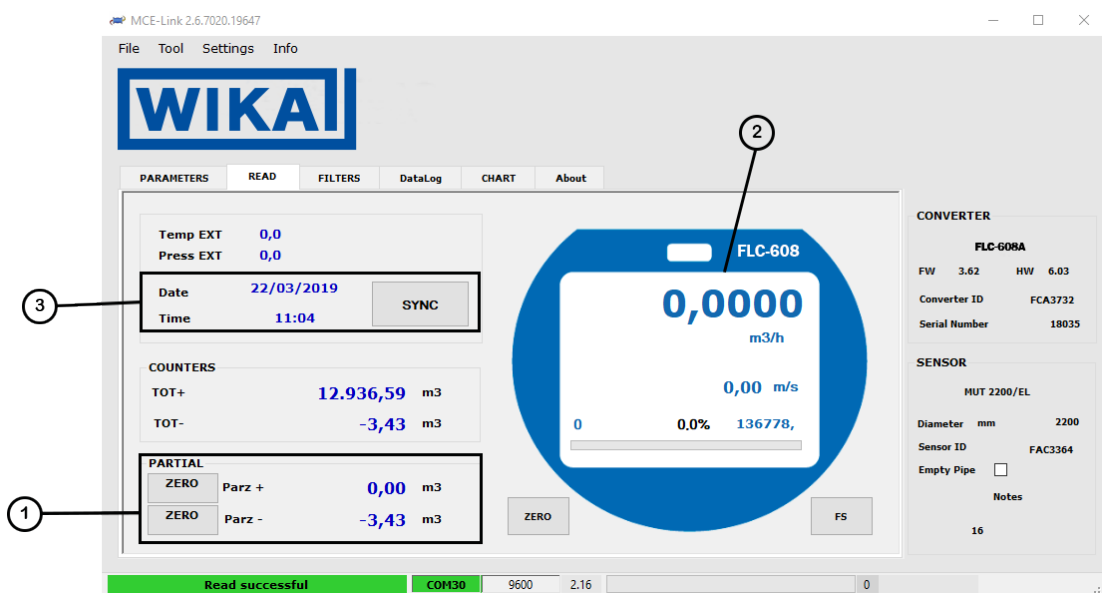 MCE-Link 2.6.7020.19647
File Tool Settings Info
WIKA
2
PARAMETERS READ FILTERS DataLog CHART About
Temp EXT 0,0
Press EXT 0,0
3
Date 22/03/2019
Time 11:04
SYNC
COUNTERS
TOT+ 12.936,59 m3
TOT- -3,43 m3
1
PARTIAL
ZERO Parz + 0,00 m3
ZERO Parz - -3,43 m3
FLC-608
0,0000
m3/h
0,00 m/s
0 0.0% 136778,
ZERO FS
CONVERTER
FLC-608A
FW 3.62 HW 6.03
Converter ID FCA3732
Serial Number 18035
SENSOR
MUT 2200/EL
Diameter mm 2200
Sensor ID FAC3364
Empty Pipe
Notes
16
Read successful COM30 9600 2.16 0